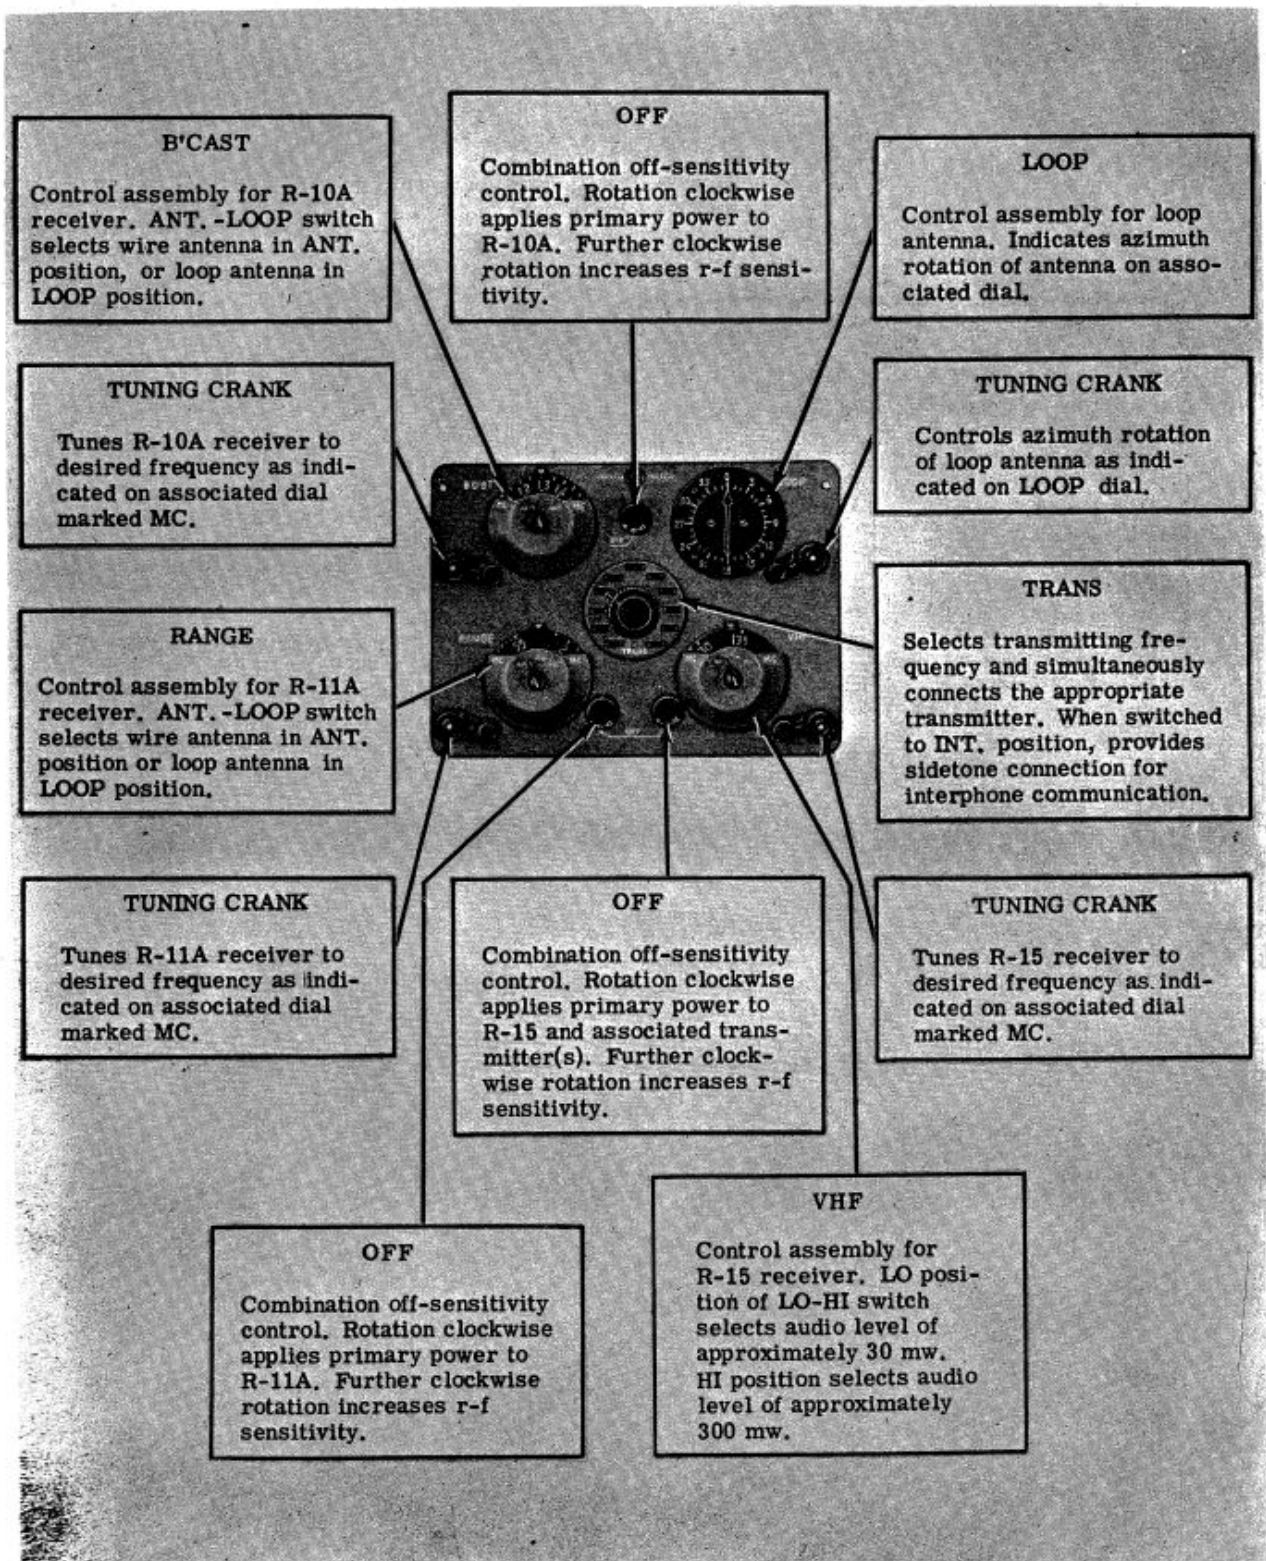 B'CAST
Control assembly for R-10A
receiver. ANT. -LOOP switch
selects wire antenna in ANT.
position, or loop antenna in
LOOP position.
OFF
Combination off-sensitivity
control. Rotation clockwise
applies primary power to
R-10A. Further clockwise
rotation increases r-f sensi-
tivity.
LOOP
Control assembly for loop
antenna. Indicates azimuth
rotation of antenna on asso-
ciated dial.
TUNING CRANK
Tunes R-10A receiver to
desired frequency as indi-
cated on associated dial
marked MC.
TUNING CRANK
Controls azimuth rotation
of loop antenna as indi-
cated on LOOP dial.
RANGE
Control assembly for R-11A
receiver. ANT. -LOOP switch
selects wire antenna in ANT.
position or loop antenna in
LOOP position.
TRANS
Selects transmitting fre-
quency and simultaneously
connects the appropriate
transmitter. When switched
to INT. position, provides
sidetone connection for
interphone communication.
TUNING CRANK
Tunes R-11A receiver to
desired frequency as indi-
cated on associated dial
marked MC.
OFF
Combination off-sensitivity
control. Rotation clockwise
applies primary power to
R-15 and associated trans-
mitter(s). Further clock-
wise rotation increases r-f
sensitivity.
TUNING CRANK
Tunes R-15 receiver to
desired frequency as indi-
cated on associated dial
marked MC.
OFF
Combination off-sensitivity
control. Rotation clockwise
applies primary power to
R-11A. Further clockwise
rotation increases r-f
sensitivity.
VHF
Control assembly for
R-15 receiver. LO posi-
tion of LO-HI switch
selects audio level of
approximately 30 mw.
HI position selects audio
level of approximately
300 mw.